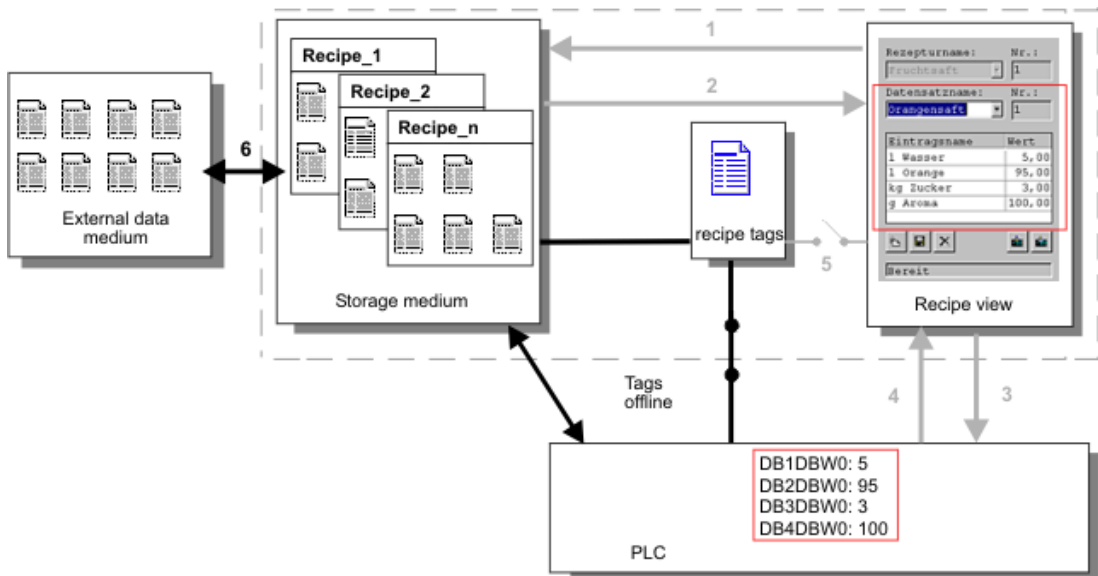 Recipe_1
Recipe_2
Recipe_n
Storage medium
6
External data
medium
1
2
recipe tags
5
Rezepturname: Nr.:
Fruchtsaft 1
Datensatzname: Nr.:
Orangensaft 1
Eintragsname Wert
l Wasser 5,00
l Orange 95,00
kg Zucker 3,00
g Aroma 100,00
Bereit
Recipe view
Tags
offline
4
3
DB1DBW0: 5
DB2DBW0: 95
DB3DBW0: 3
DB4DBW0: 100
PLC